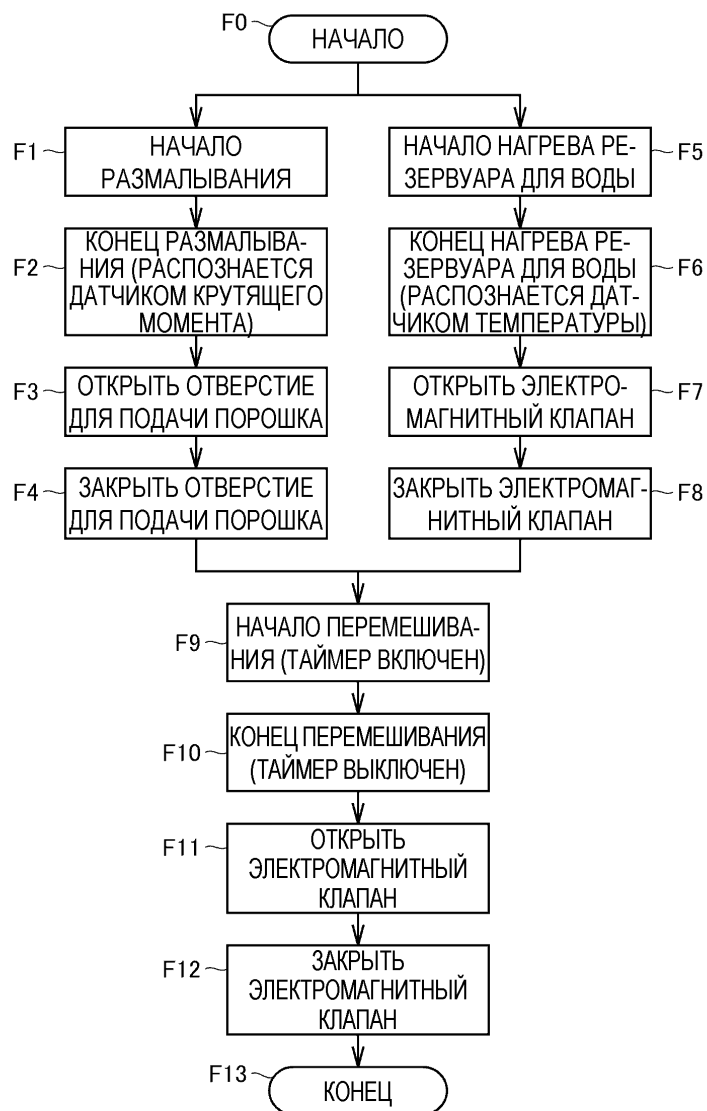 F0
НАЧАЛО
F1
НАЧАЛО
РАЗМАЛЫВАНИЯ
F2
КОНЕЦ РАЗМАЛЫВА-
НИЯ (РАСПОЗНАЕТСЯ
ДАТЧИКОМ КРУТЯЩЕГО
МОМЕНТА)
F3
ОТКРЫТЬ ОТВЕРСТИЕ
ДЛЯ ПОДАЧИ ПОРОШКА
F4
ЗАКРЫТЬ ОТВЕРСТИЕ
ДЛЯ ПОДАЧИ ПОРОШКА
НАЧАЛО НАГРЕВА РЕ-
ЗЕРВУАРА ДЛЯ ВОДЫ
F5
КОНЕЦ НАГРЕВА РЕ-
ЗЕРВУАРА ДЛЯ ВОДЫ
(РАСПОЗНАЕТСЯ ДАТ-
ЧИКОМ ТЕМПЕРАТУРЫ)
F6
ОТКРЫТЬ ЭЛЕКТРО-
МАГНИТНЫЙ КЛАПАН
F7
ЗАКРЫТЬ ЭЛЕКТРОМАГ-
НИТНЫЙ КЛАПАН
F8
F9
НАЧАЛО ПЕРЕМЕШИВА-
НИЯ (ТАЙМЕР ВКЛЮЧЕН)
F10
КОНЕЦ ПЕРЕМЕШИВАНИЯ
(ТАЙМЕР ВЫКЛЮЧЕН)
F11
ОТКРЫТЬ
ЭЛЕКТРОМАГНИТНЫЙ
КЛАПАН
F12
ЗАКРЫТЬ
ЭЛЕКТРОМАГНИТНЫЙ
КЛАПАН
F13
КОНЕЦ